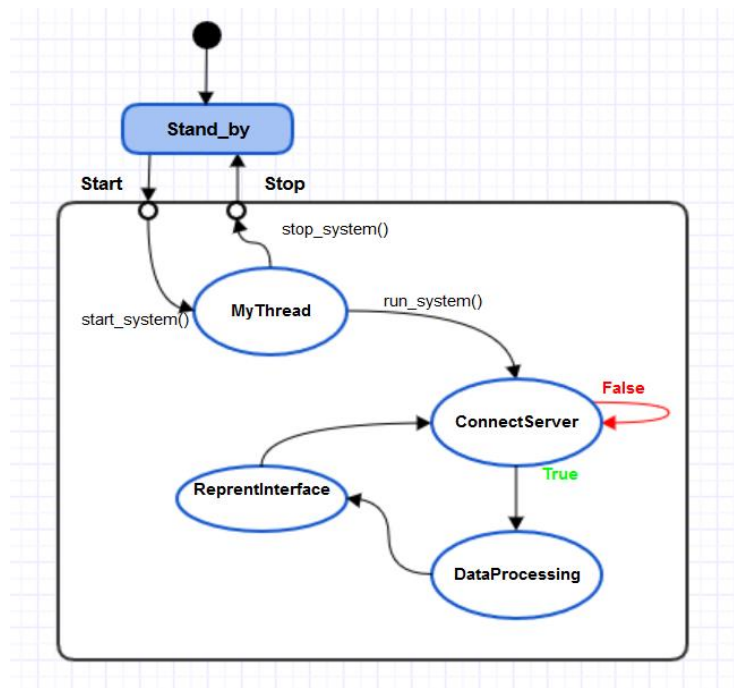 Stand_by
Start
Stop
stop_system()
MyThread
start_system()
run_system()
False
ConnectServer
True
ReprentInterface
DataProcessing